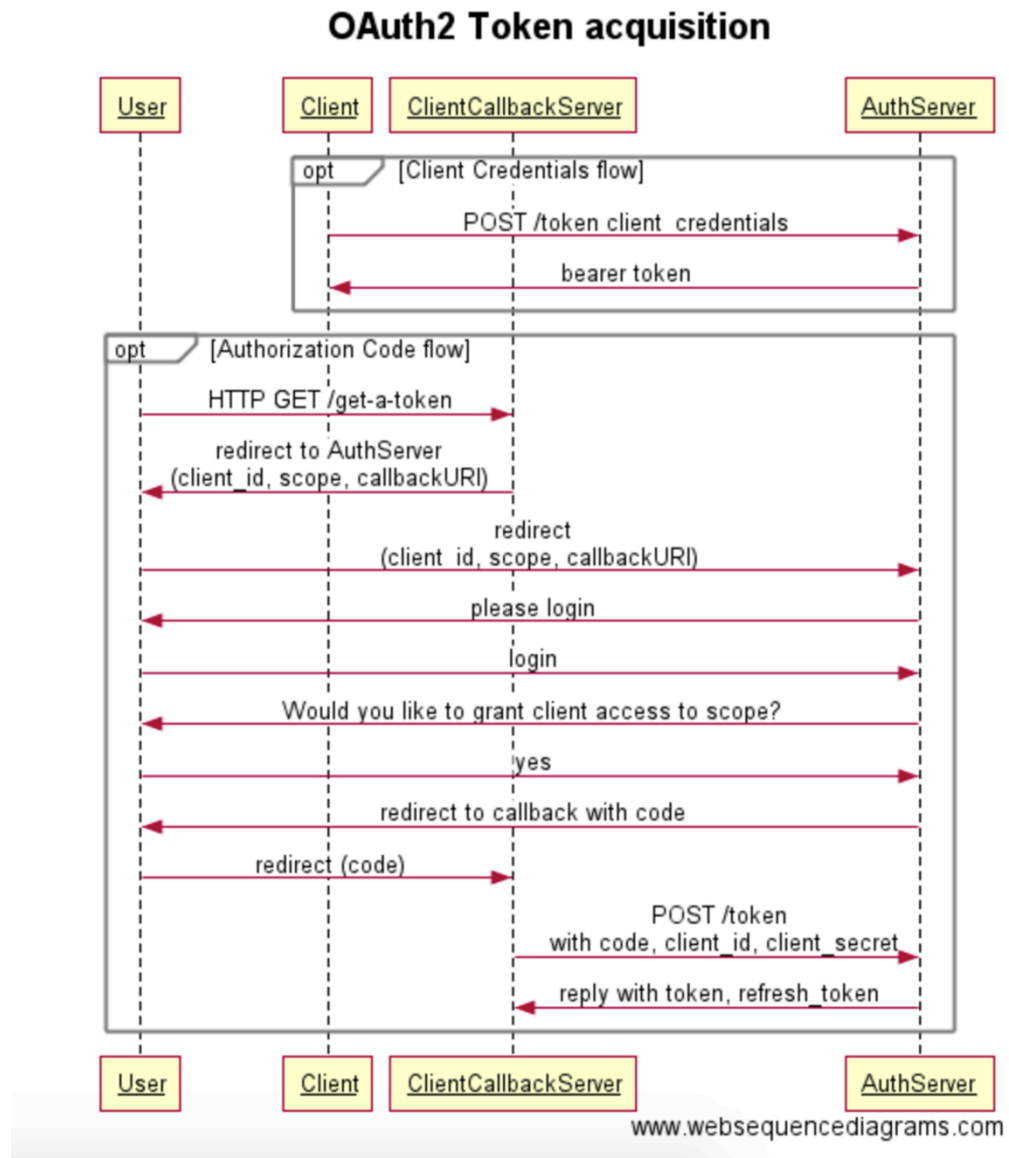 OAuth2 Token acquisition
User Client ClientCallbackServer AuthServer
opt [Client Credentials flow]
POST /token client_credentials
bearer token
opt [Authorization Code flow]
HTTP GET /get-a-token
redirect to AuthServer
(client_id, scope, callbackURI)
redirect
(client_id, scope, callbackURI)
please login
login
Would you like to grant client access to scope?
yes
redirect to callback with code
redirect (code)
POST /token
with code, client_id, client_secret
reply with token, refresh_token
User Client ClientCallbackServer AuthServer
www.websequencediagrams.com